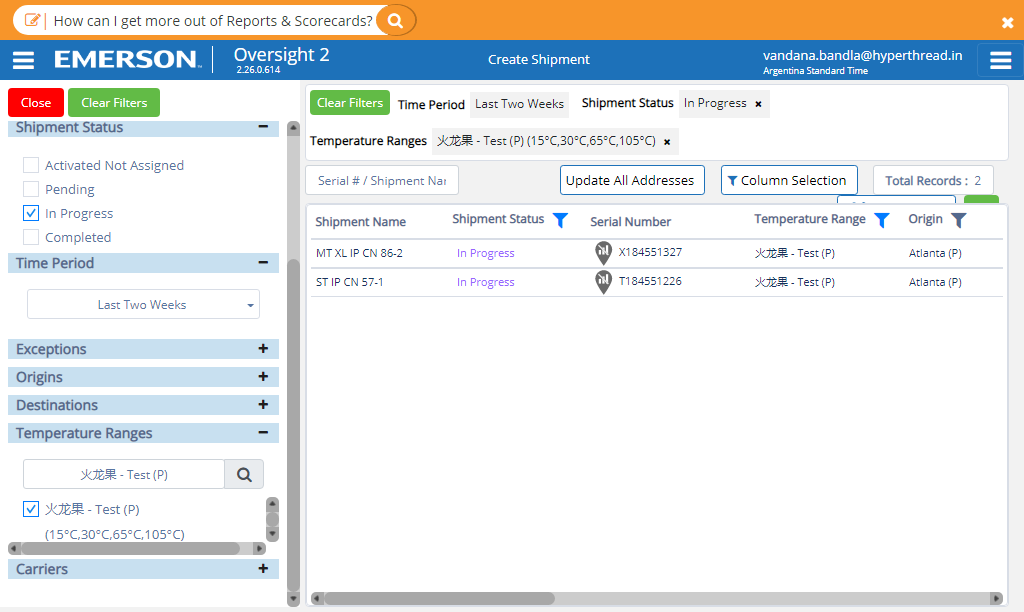 How can I get more out of Reports & Scorecards?
EMERSON
Oversight 2
2.26.0.614
Create Shipment
vandana.bandla@hyperthread.in
Argentina Standard Time
Close
Clear Filters
Shipment Status
Activated Not Assigned
Pending
In Progress
Completed
Time Period
Last Two Weeks
Exceptions
Origins
Destinations
Temperature Ranges
火龙果 - Test (P)
火龙果 - Test (P)
(15°C,30°C,65°C,105°C)
Carriers
Clear Filters Time Period Last Two Weeks Shipment Status In Progress ×
Temperature Ranges 火龙果 - Test (P) (15°C,30°C,65°C,105°C) ×
Serial # / Shipment Nar
Update All Addresses
Column Selection
Total Records : 2
Shipment Name Shipment Status Serial Number Temperature Range Origin
MT XL IP CN 86-2 In Progress X184551327 火龙果 - Test (P) Atlanta (P)
ST IP CN 57-1 In Progress T184551226 火龙果 - Test (P) Atlanta (P)